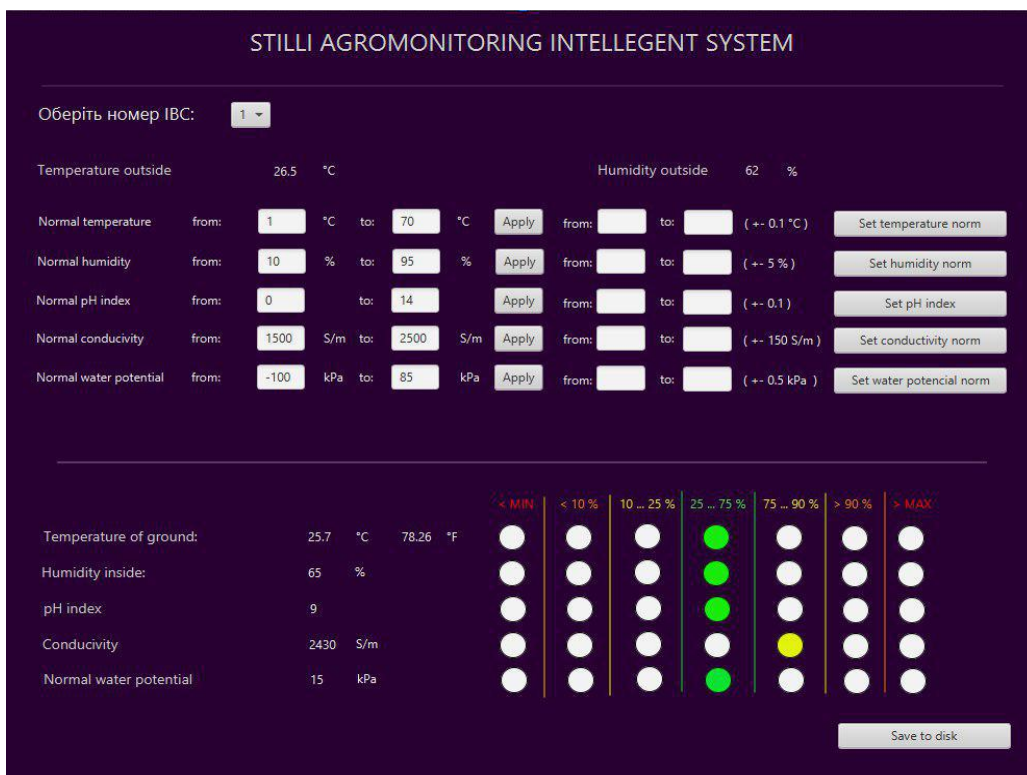 STILLI AGROMONITORING INTELLEGENT SYSTEM
Оберіть номер ІВС: 1
Temperature outside 26.5 °C Humidity outside 62 %
Normal temperature from: 1 °C to: 70 °C Apply from: to: ( +- 0.1 °C ) Set temperature norm
Normal humidity from: 10 % to: 95 % Apply from: to: ( +- 5 % ) Set humidity norm
Normal pH index from: 0 to: 14 Apply from: to: ( +- 0.1 ) Set pH index
Normal conducivity from: 1500 S/m to: 2500 S/m Apply from: to: ( +- 150 S/m ) Set conductivity norm
Normal water potential from: -100 kPa to: 85 kPa Apply from: to: ( +- 0.5 kPa ) Set water potencial norm
< MIN < 10 % 10 ... 25 % 25 ... 75 % 75 ... 90 % > 90 % > MAX
Temperature of ground: 25.7 °C 78.26 °F
Humidity inside: 65 %
pH index 9
Conducivity 2430 S/m
Normal water potential 15 kPa
Save to disk